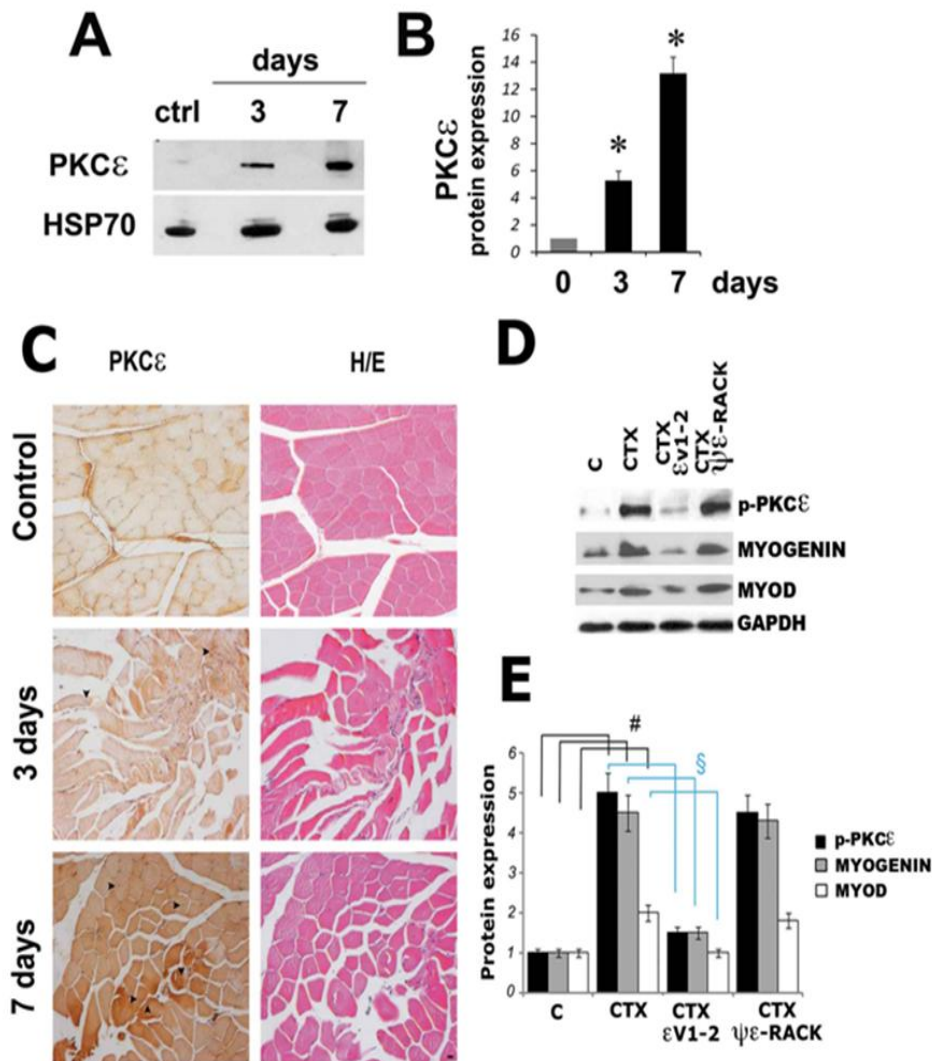 A
days
ctrl 3 7
PKCε
HSP70
B
PKCε
protein expression
16
14
12
10
8
6
4
2
0
*
*
0 3 7 days
C
PKCε H/E
Control
3 days
7 days
D
C
CTX
CTX
εv1-2
CTX
ψε-RACK
p-PKCε
MYOGENIN
MYOD
GAPDH
E
Protein expression
6
5
4
3
2
1
0
#
§
p-PKCε
MYOGENIN
MYOD
C CTX CTX CTX
εV1-2 ψε-RACK